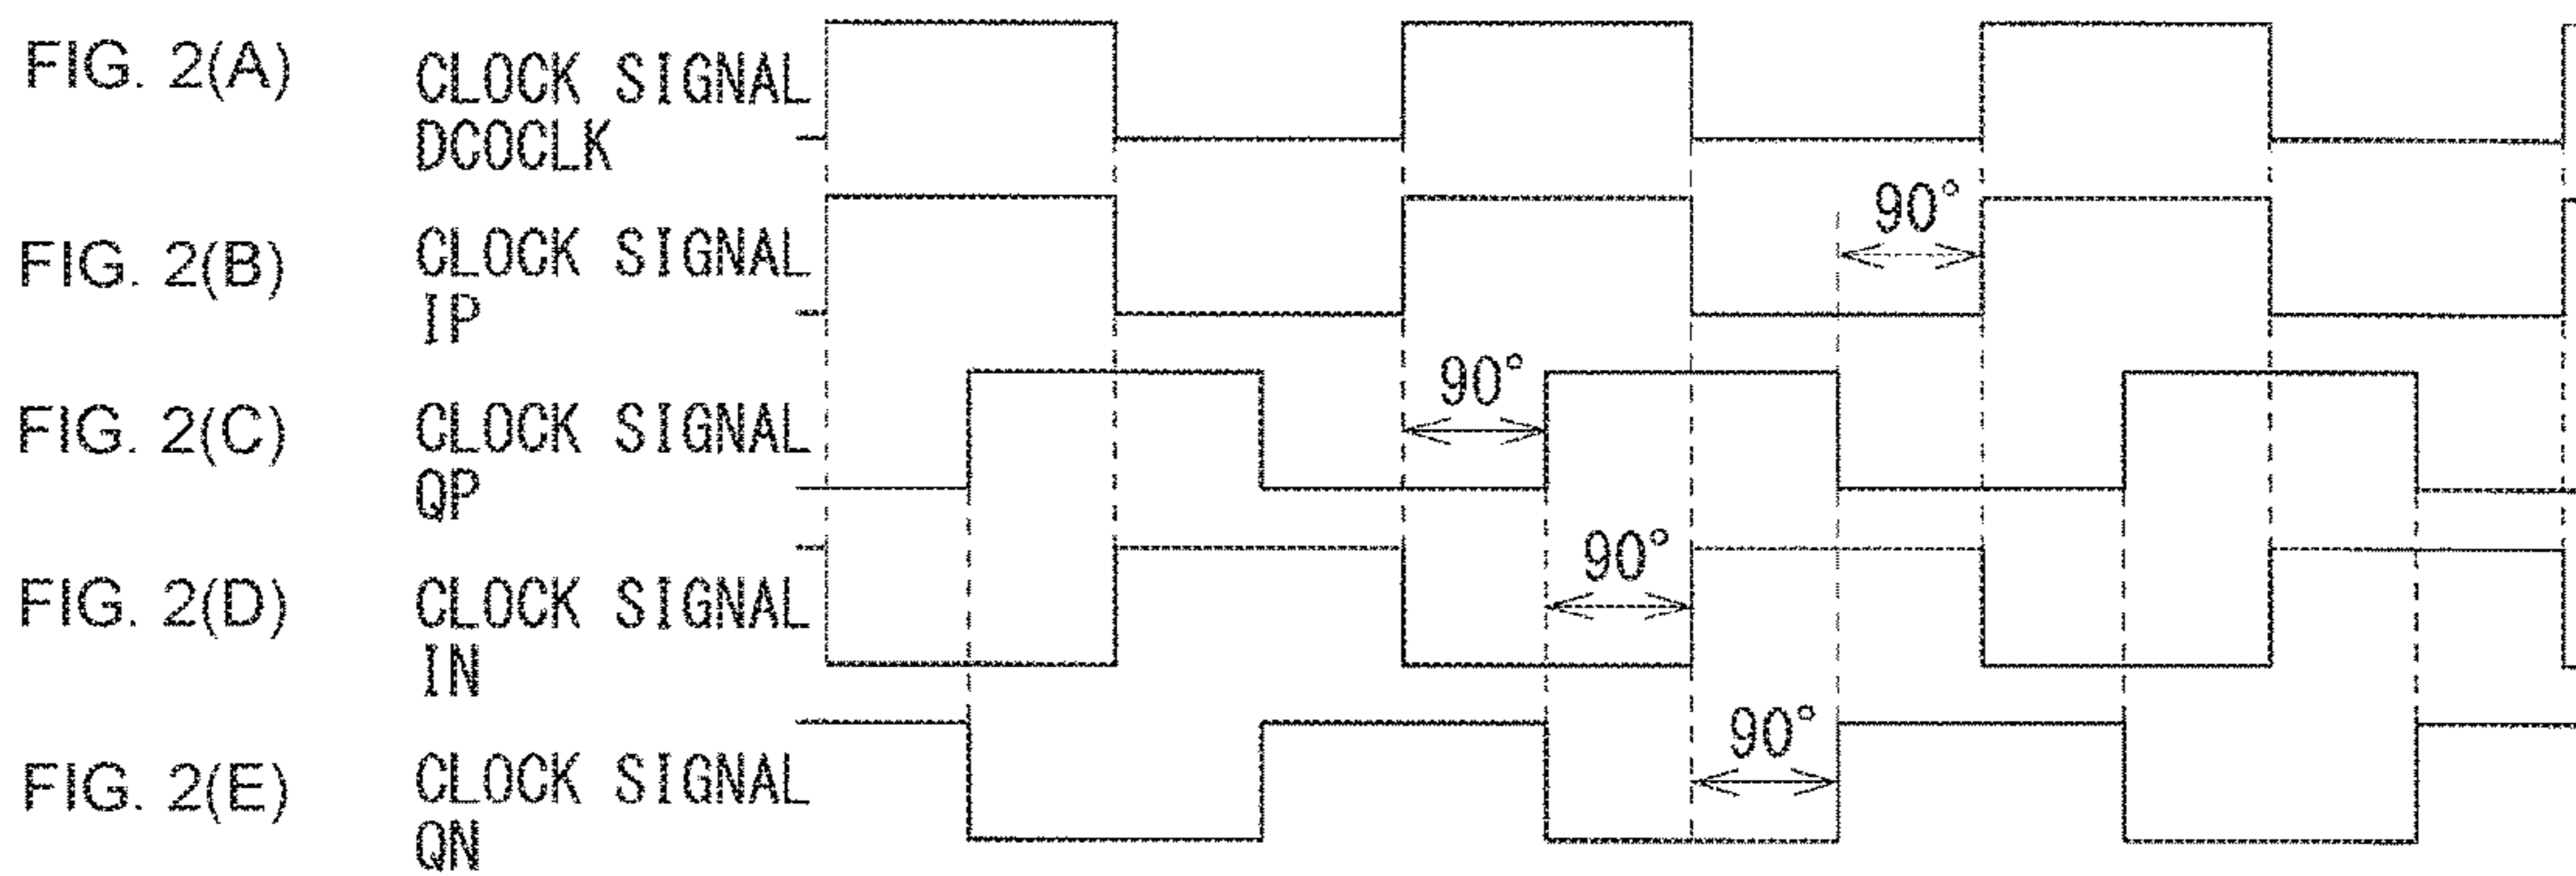 FIG. 2(A)
CLOCK SIGNAL
DCOCLK
FIG. 2(B)
CLOCK SIGNAL
IP
90°
FIG. 2(C)
CLOCK SIGNAL
QP
90°
FIG. 2(D)
CLOCK SIGNAL
IN
90°
FIG. 2(E)
CLOCK SIGNAL
QN
90°